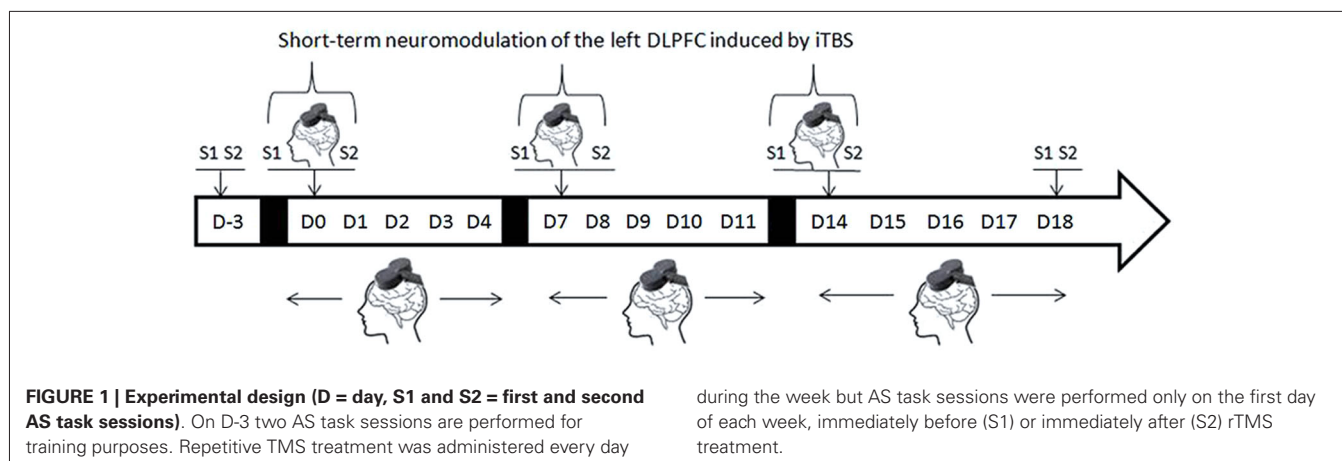 Short-term neuromodulation of the left DLPFC induced by iTBS
S1 S2 S1 S2 S1 S2 S1 S2 S1 S2
D-3 D0 D1 D2 D3 D4 D7 D8 D9 D10 D11 D14 D15 D16 D17 D18
FIGURE 1 | Experimental design (D = day, S1 and S2 = first and second
AS task sessions). On D-3 two AS task sessions are performed for
training purposes. Repetitive TMS treatment was administered every day
during the week but AS task sessions were performed only on the first day
of each week, immediately before (S1) or immediately after (S2) rTMS
treatment.